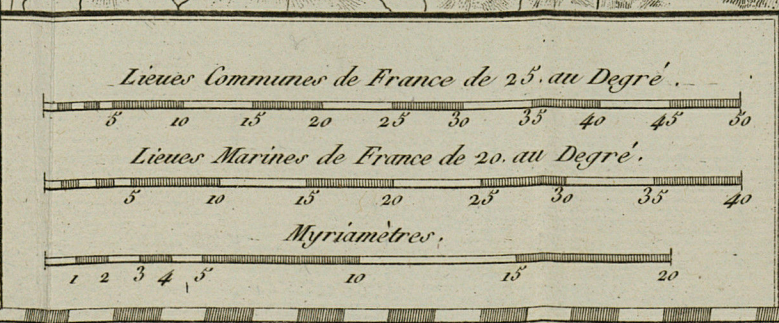 Lieues Communes de France de 25. au Degré.
5 10 15 20 25 30 35 40 45 50
Lieues Marines de France de 20. au Degré.
5 10 15 20 25 30 35 40
Myriamètres.
1 2 3 4 5 10 15 20